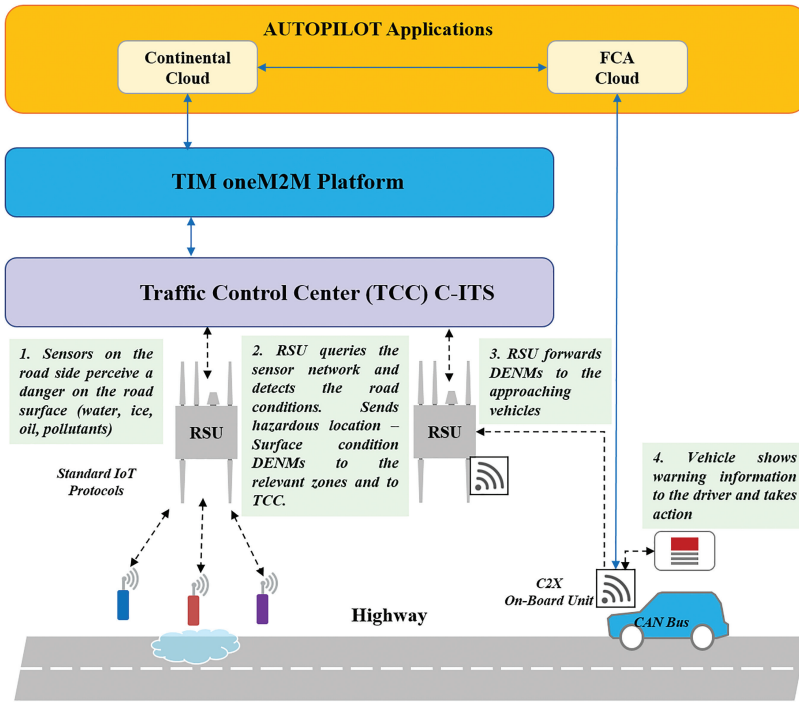 AUTOPILOT Applications
Continental
Cloud
FCA
Cloud
TIM oneM2M Platform
Traffic Control Center (TCC) C-ITS
1. Sensors on the
road side perceive a
danger on the road
surface (water, ice,
oil, pollutants)
RSU
2. RSU queries the
sensor network and
detects the road
conditions. Sends
hazardous location –
Surface condition
DENMs to the
relevant zones and to
TCC.
RSU
3. RSU forwards
DENMs to the
approaching
vehicles
Standard IoT
Protocols
4. Vehicle shows
warning information
to the driver and takes
action
C2X
On-Board Unit
Highway
CAN Bus